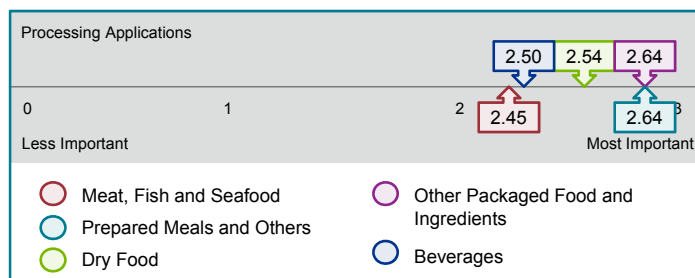 Processing Applications
2.50 2.54 2.64
0 1 2 3
2.45 2.64
Less Important Most Important
Meat, Fish and Seafood
Prepared Meals and Others
Dry Food
Other Packaged Food and
Ingredients
Beverages